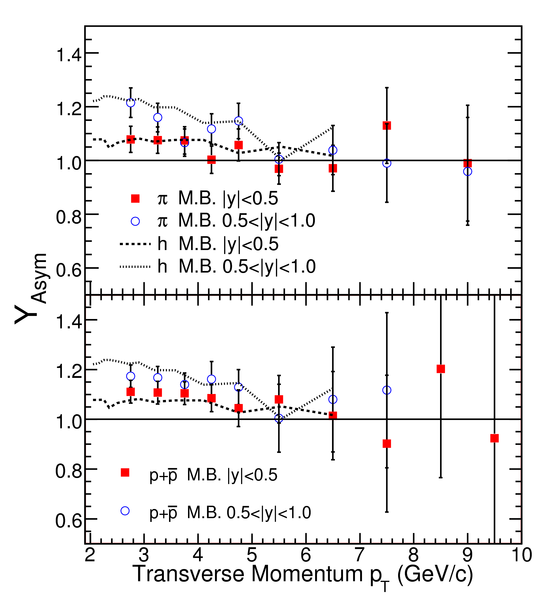 1.4
1.2
1.0
0.8
0.6
π M.B. |y|<0.5
π M.B. 0.5<|y|<1.0
h M.B. |y|<0.5
h M.B. 0.5<|y|<1.0
Y_Asym
1.4
1.2
1.0
0.8
0.6
p+p̅ M.B. |y|<0.5
p+p̅ M.B. 0.5<|y|<1.0
2 3 4 5 6 7 8 9 10
Transverse Momentum p_T (GeV/c)